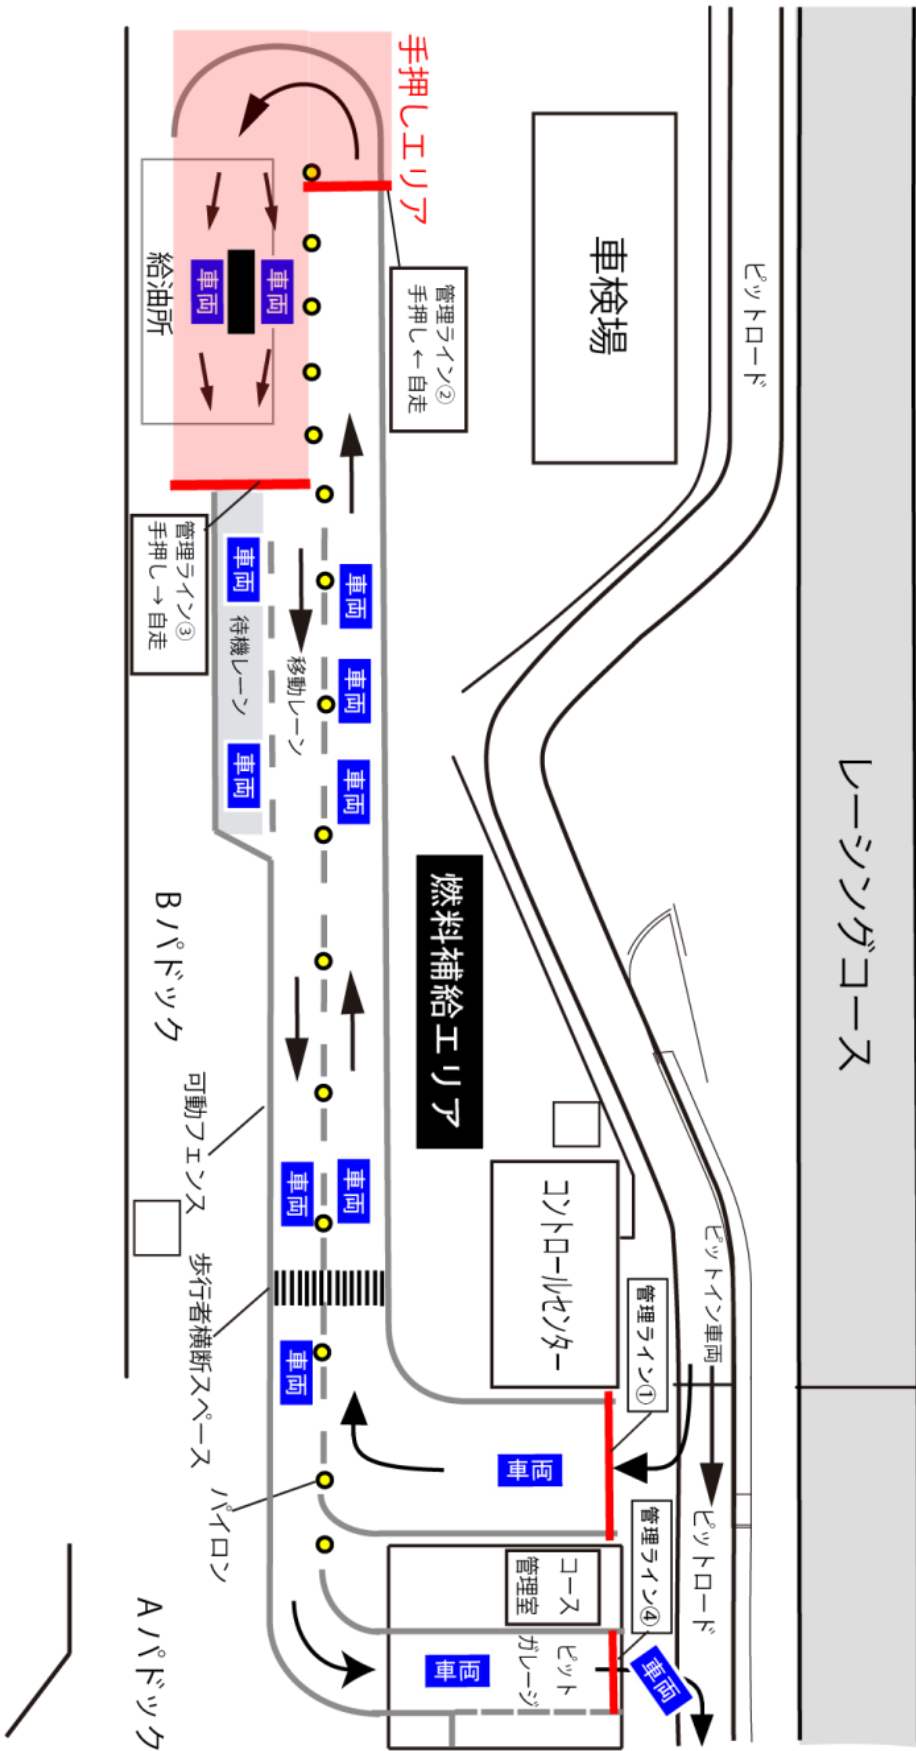 レーシングコース
ピットロード
車検場
手押しエリア
管理ライン②
手押し ← 自走
車両
車両
給油所
管理ライン③
手押し → 自走
車両
待機レーン
車両
移動レーン
車両
車両
車両
燃料補給エリア
Bパドック
可動フェンス
車両
車両
コントロールセンター
ピットイン車両
管理ライン①
歩行者横断スペース
車両
車両
パイロン
ピットロード
管理ライン④
コース
管理室
ピット
ガレージ
車両
車両
Aパドック